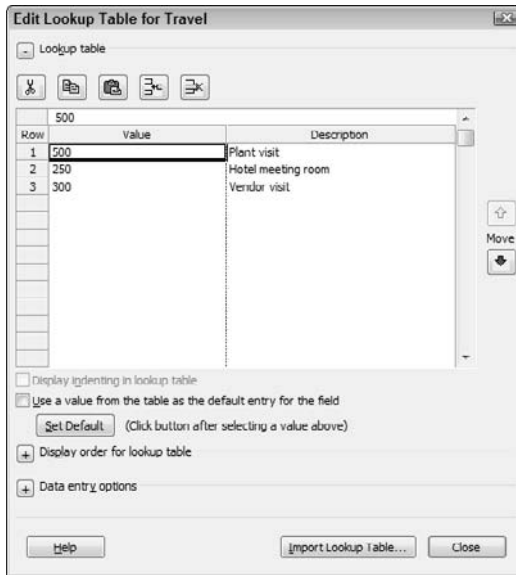 Edit Lookup Table for Travel
- Lookup table
500
Row Value Description
1 500 Plant visit
2 250 Hotel meeting room
3 300 Vendor visit
Move
Display indenting in lookup table
Use a value from the table as the default entry for the field
Set Default (Click button after selecting a value above)
+ Display order for lookup table
+ Data entry options
Help Import Lookup Table... Close